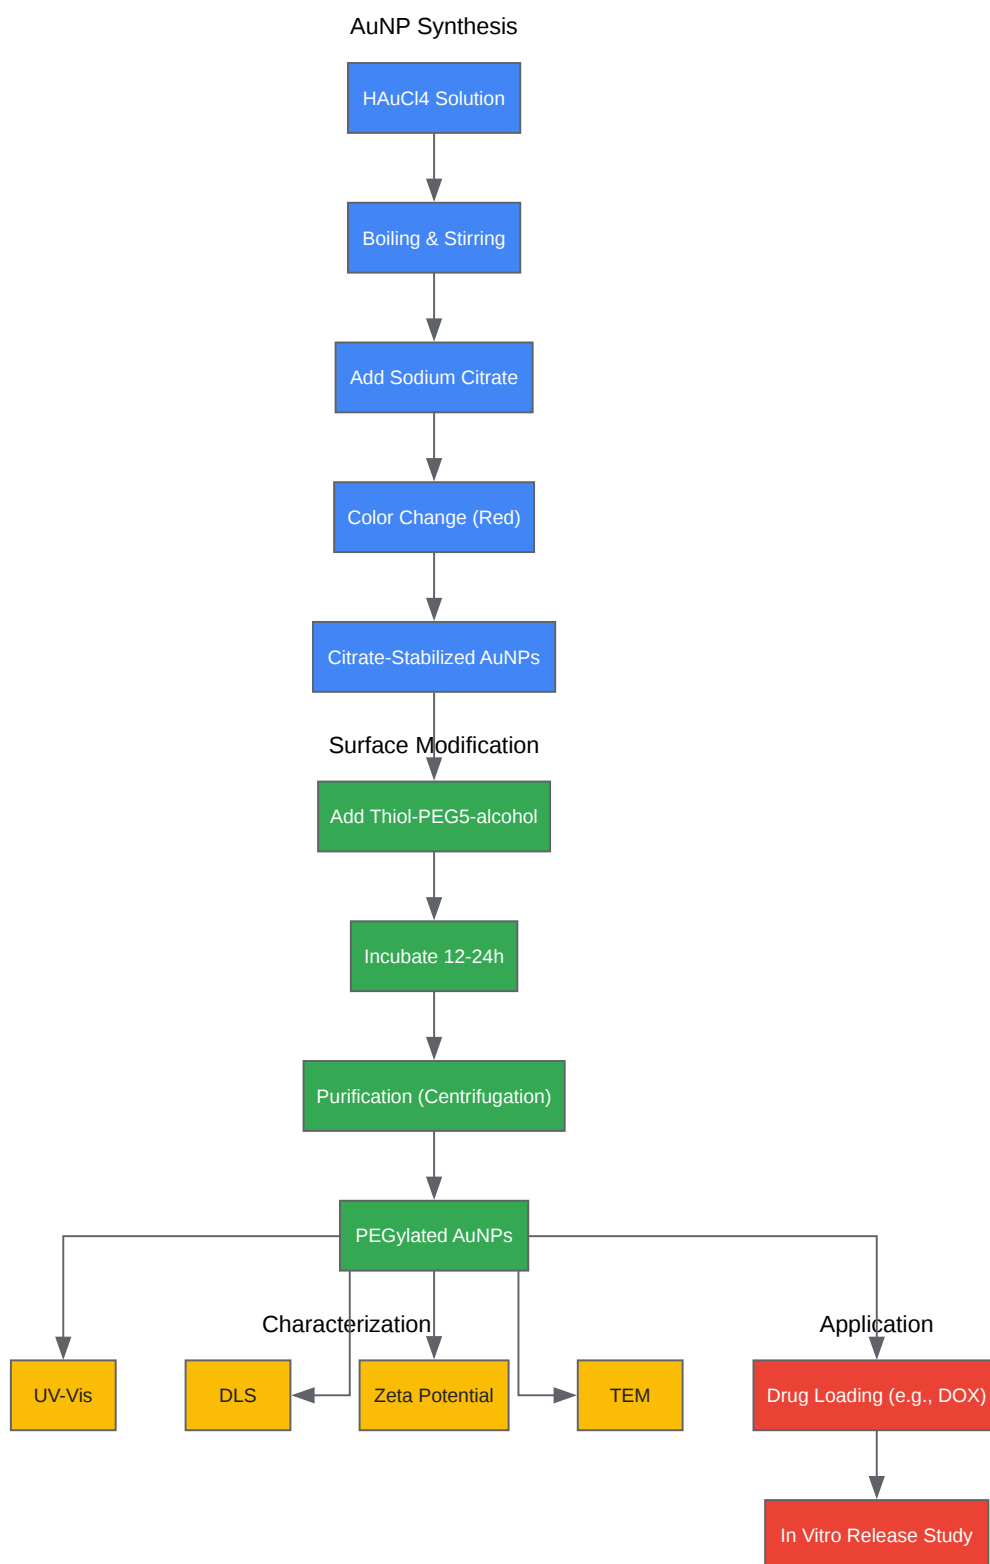 AuNP Synthesis
HAuCl4 Solution
Boiling & Stirring
Add Sodium Citrate
Color Change (Red)
Citrate-Stabilized AuNPs
Surface Modification
Add Thiol-PEG5-alcohol
Incubate 12-24h
Purification (Centrifugation)
PEGylated AuNPs
Characterization
Application
UV-Vis
DLS
Zeta Potential
TEM
Drug Loading (e.g., DOX)
In Vitro Release Study